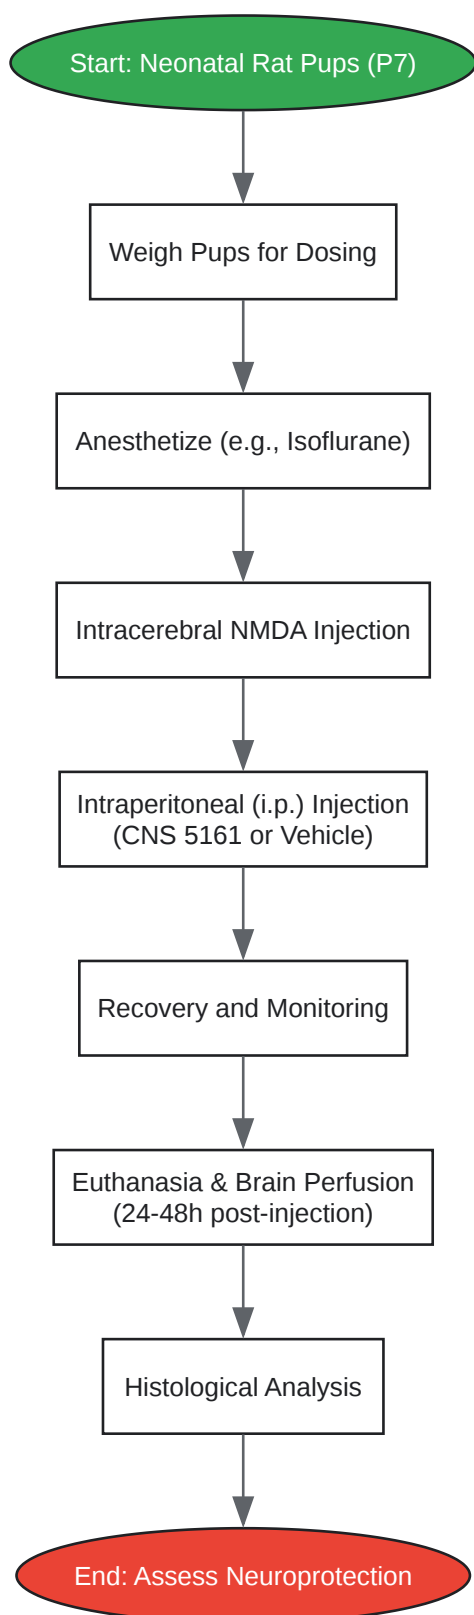 Start: Neonatal Rat Pups (P7)
Weigh Pups for Dosing
Anesthetize (e.g., Isoflurane)
Intracerebral NMDA Injection
Intraperitoneal (i.p.) Injection
(CNS 5161 or Vehicle)
Recovery and Monitoring
Euthanasia & Brain Perfusion
(24-48h post-injection)
Histological Analysis
End: Assess Neuroprotection